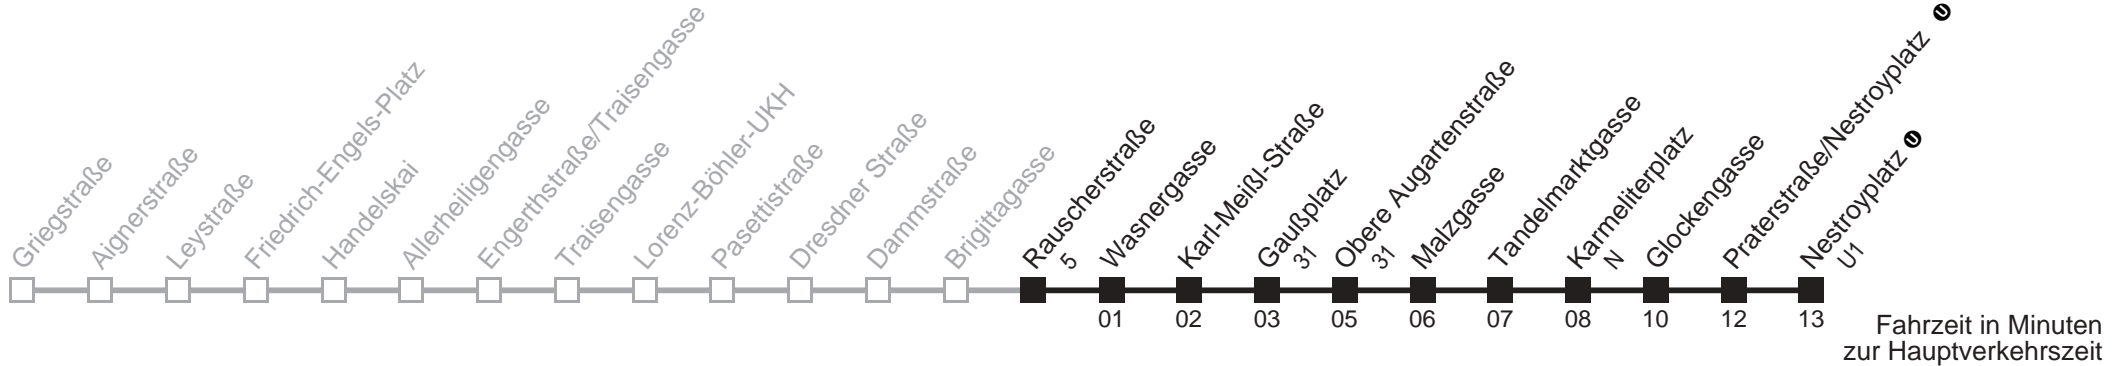 Griegstraße
Aignerstraße
Leystraße
Friedrich-Engels-Platz
Handelskai
Allerheiligengasse
Engerthstraße/Traisengasse
Traisengasse
Lorenz-Böhler-UKH
Pasettistraße
Dresdner Straße
Dammstraße
Brigittagasse
Rauscherstraße
5
Wasnergasse
Karl-Meißl-Straße
Gaußplatz
31
Obere Augartenstraße
31
Malzgasse
Tandelmarktgasse
Karmeliterplatz
N
Glockengasse
Praterstraße/Nestroyplatz U
Nestroyplatz U
U1
01 02 03 05 06 07 08 10 12 13
Fahrzeit in Minuten
zur Hauptverkehrszeit